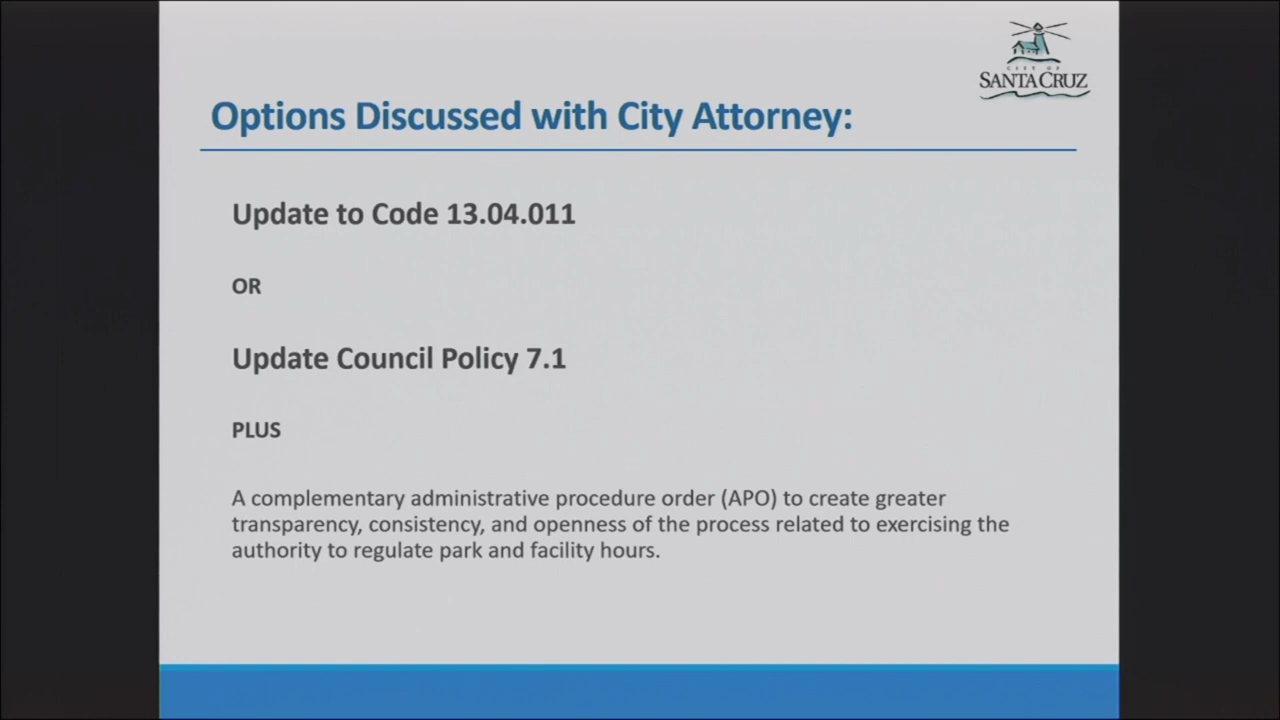 CITY OF
SANTA CRUZ
Options Discussed with City Attorney:
Update to Code 13.04.011
OR
Update Council Policy 7.1
PLUS
A complementary administrative procedure order (APO) to create greater
transparency, consistency, and openness of the process related to exercising the
authority to regulate park and facility hours.